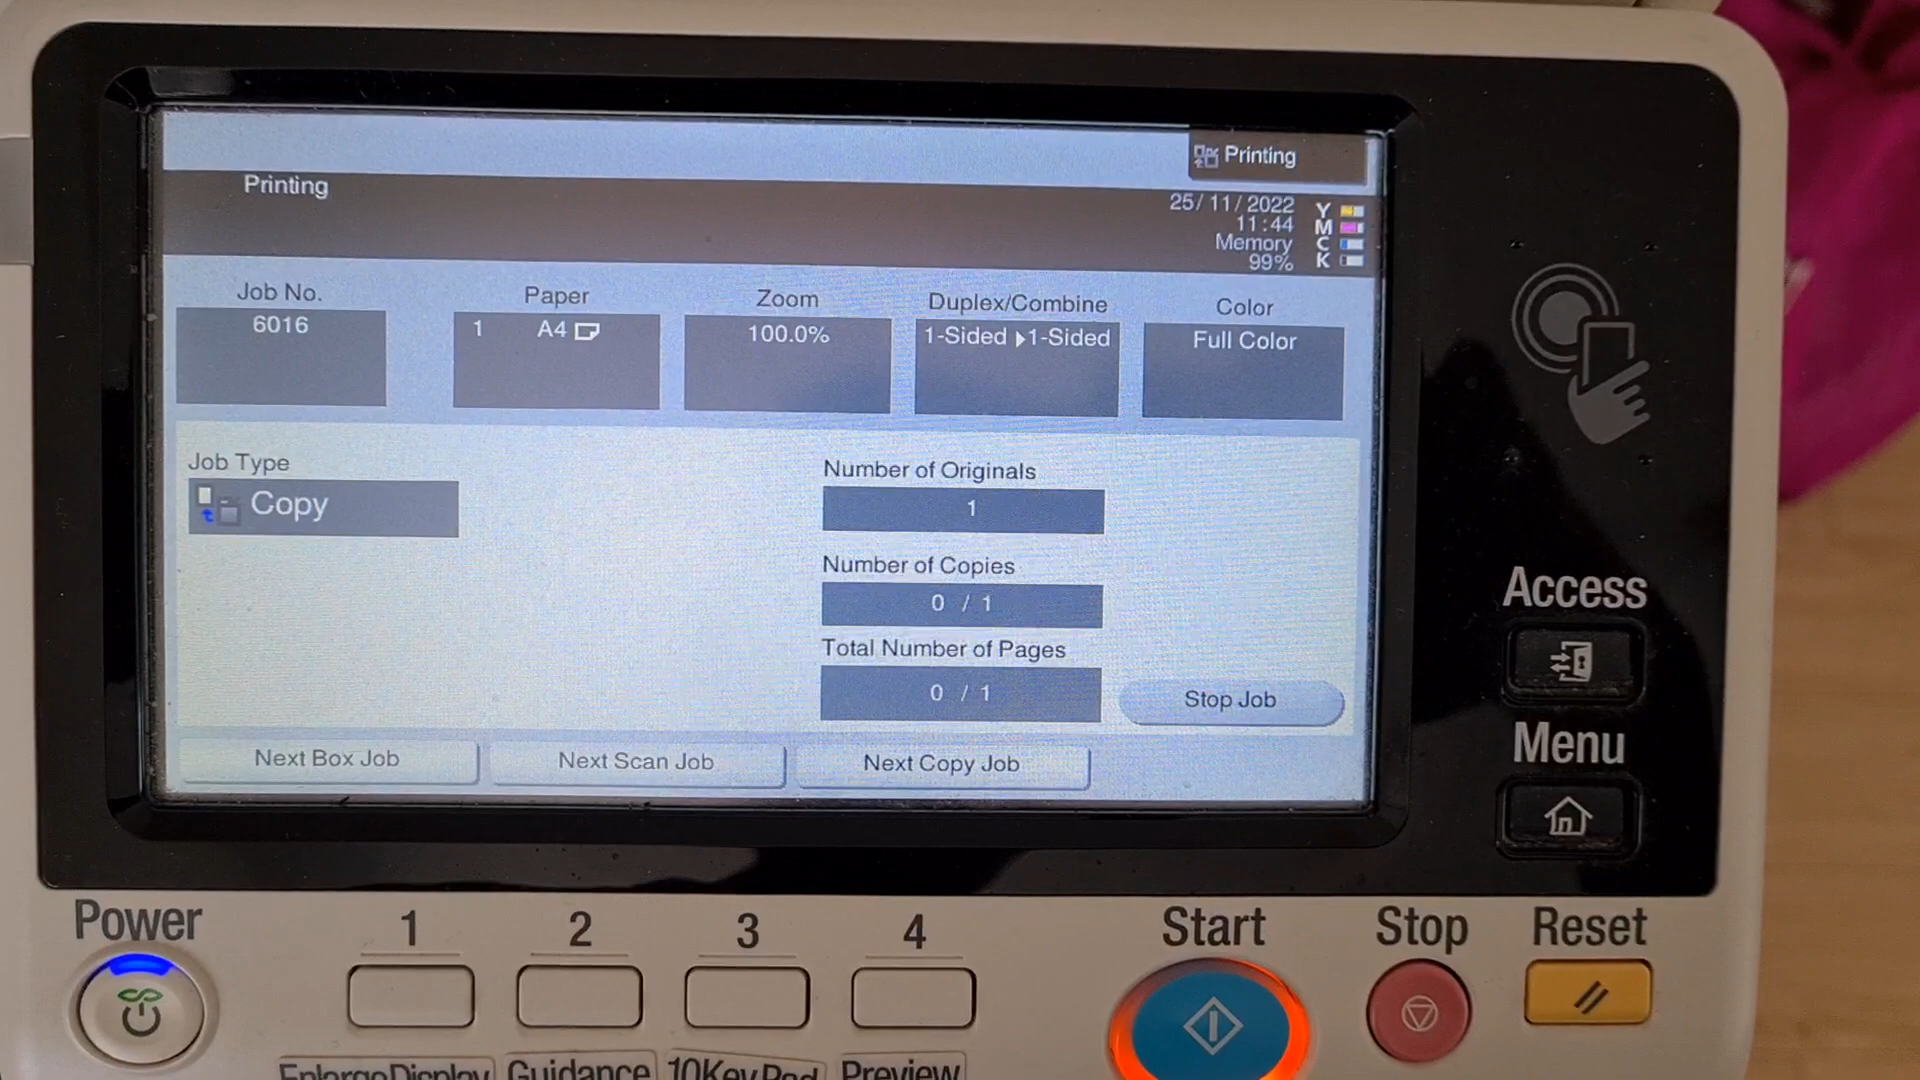 Printing
Printing
25/11/2022
11:44
Memory
99%
Y
M
C
K
Job No.
6016
Paper
1 A4
Zoom
100.0%
Duplex/Combine
1-Sided ▶1-Sided
Color
Full Color
Job Type
Copy
Number of Originals
1
Number of Copies
0 / 1
Total Number of Pages
0 / 1
Stop Job
Next Box Job
Next Scan Job
Next Copy Job
Access
Menu
Power
1
2
3
4
Start
Stop
Reset
EnlargeDisplay
Guidance
10KeyPad
Preview